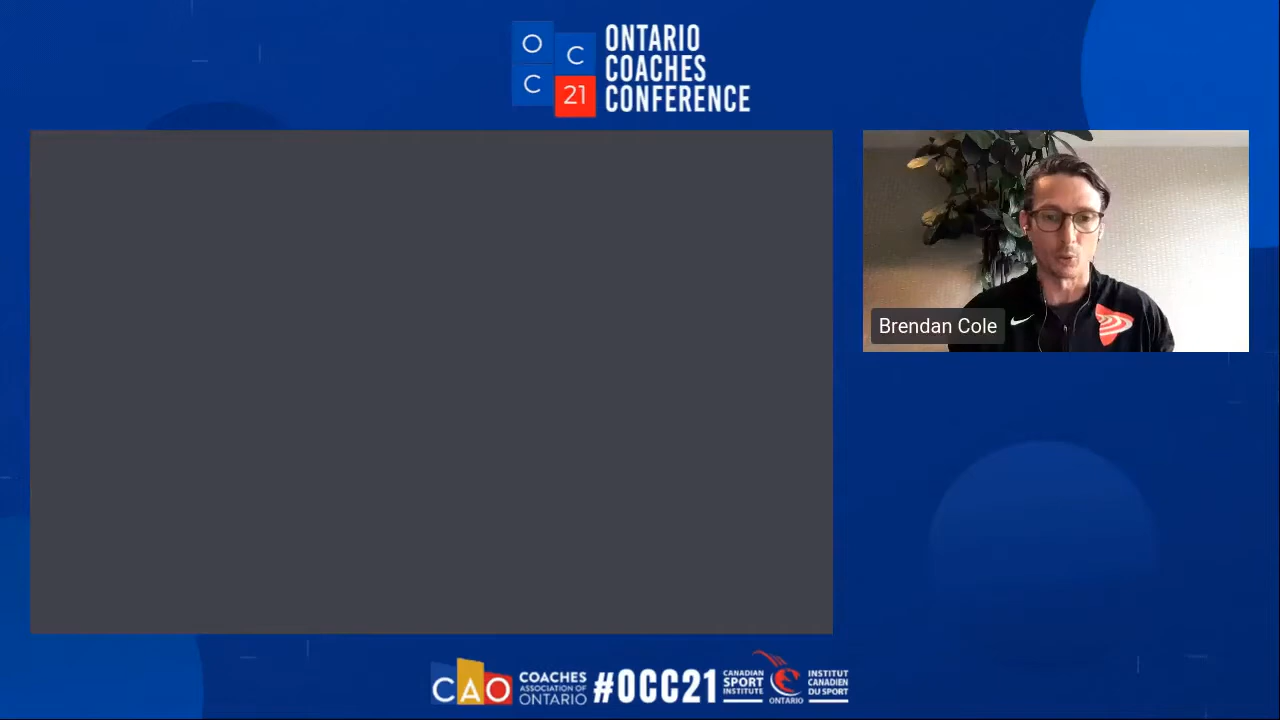 O
C
C
21
ONTARIO
COACHES
CONFERENCE
Brendan Cole
CAO
COACHES
ASSOCIATION OF
ONTARIO
#OCC21
CANADIAN
SPORT
INSTITUTE
ONTARIO
INSTITUT
CANADIEN
DU SPORT